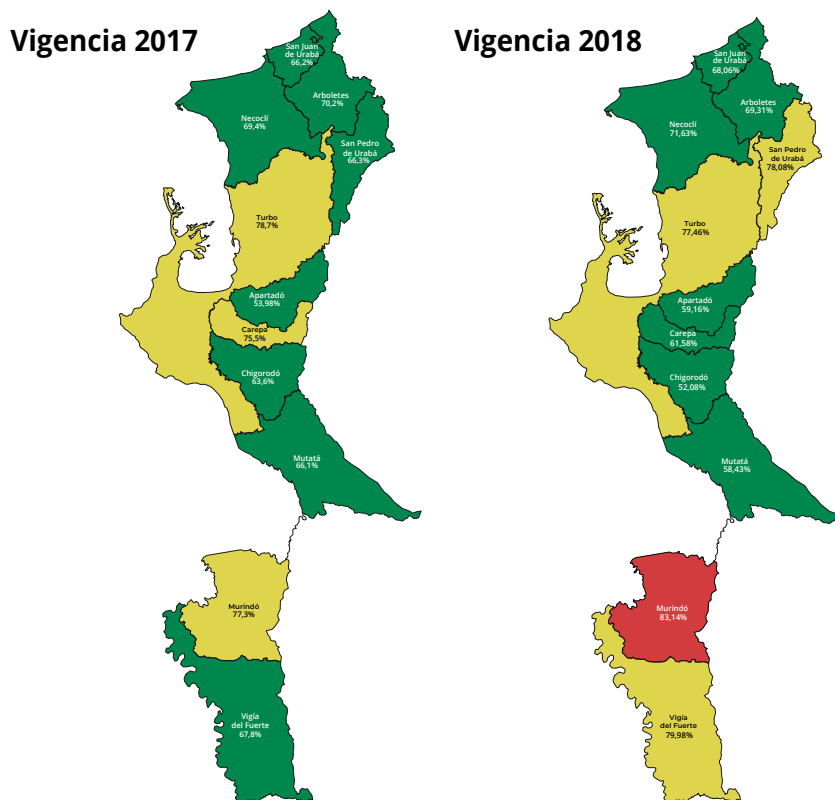 Vigencia 2017
San Juan
de Urabá
66,2%
Arboletes
70,2%
Necoclí
69,4%
San Pedro
de Urabá
66,3%
Turbo
78,7%
Apartadó
53,98%
Carepa
75,5%
Chigorodó
63,6%
Mutatá
66,1%
Murindó
77,3%
Vigía
del Fuerte
67,8%
Vigencia 2018
San Juan
de Urabá
68,06%
Arboletes
69,31%
Necoclí
71,63%
San Pedro
de Urabá
78,08%
Turbo
77,46%
Apartadó
59,16%
Carepa
61,58%
Chigorodó
52,08%
Mutatá
58,43%
Murindó
83,14%
Vigía
del Fuerte
79,98%